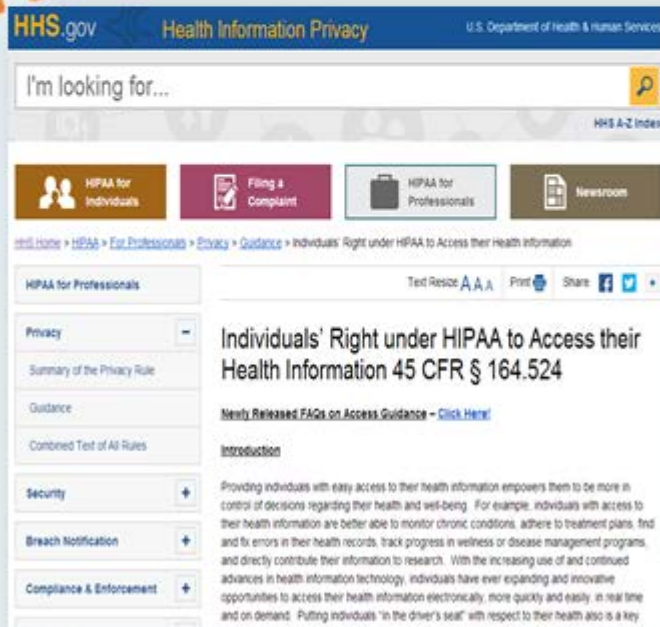 HHS.gov Health Information Privacy U.S. Department of Health & Human Services
I'm looking for...
HHS A-Z Index
HIPAA for Individuals
Filing a Complaint
HIPAA for Professionals
Newsroom
HHS Home > HIPAA > For Professionals > Privacy > Guidance > Individuals' Right under HIPAA to Access their Health Information
HIPAA for Professionals
Privacy −
Summary of the Privacy Rule
Guidance
Combined Text of All Rules
Security +
Breach Notification +
Compliance & Enforcement +
Text Resize A A A Print Share +
Individuals’ Right under HIPAA to Access their
Health Information 45 CFR § 164.524
Newly Released FAQs on Access Guidance – Click Here!
Introduction
Providing individuals with easy access to their health information empowers them to be more in
control of decisions regarding their health and well-being. For example, individuals with access to
their health information are better able to monitor chronic conditions, adhere to treatment plans, find
and fix errors in their health records, track progress in wellness or disease management programs,
and directly contribute their information to research. With the increasing use of and continued
advances in health information technology, individuals have ever expanding and innovative
opportunities to access their health information electronically, more quickly and easily, in real time
and on demand. Putting individuals “in the driver’s seat” with respect to their health also is a key